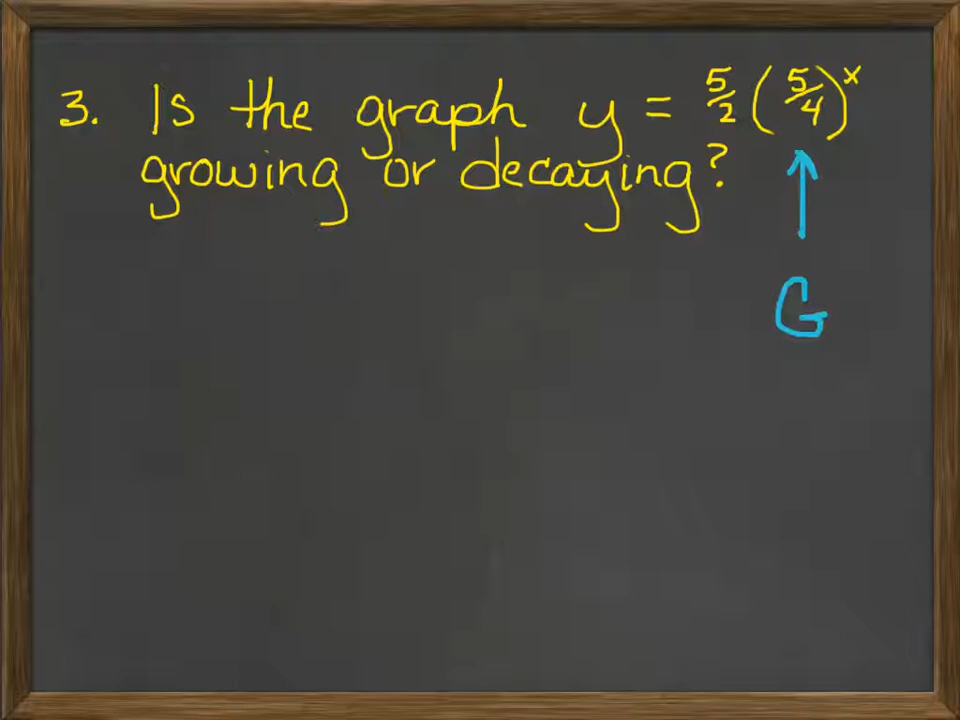 3. Is the graph y = 5/2 (5/4)^x
growing or decaying?
G